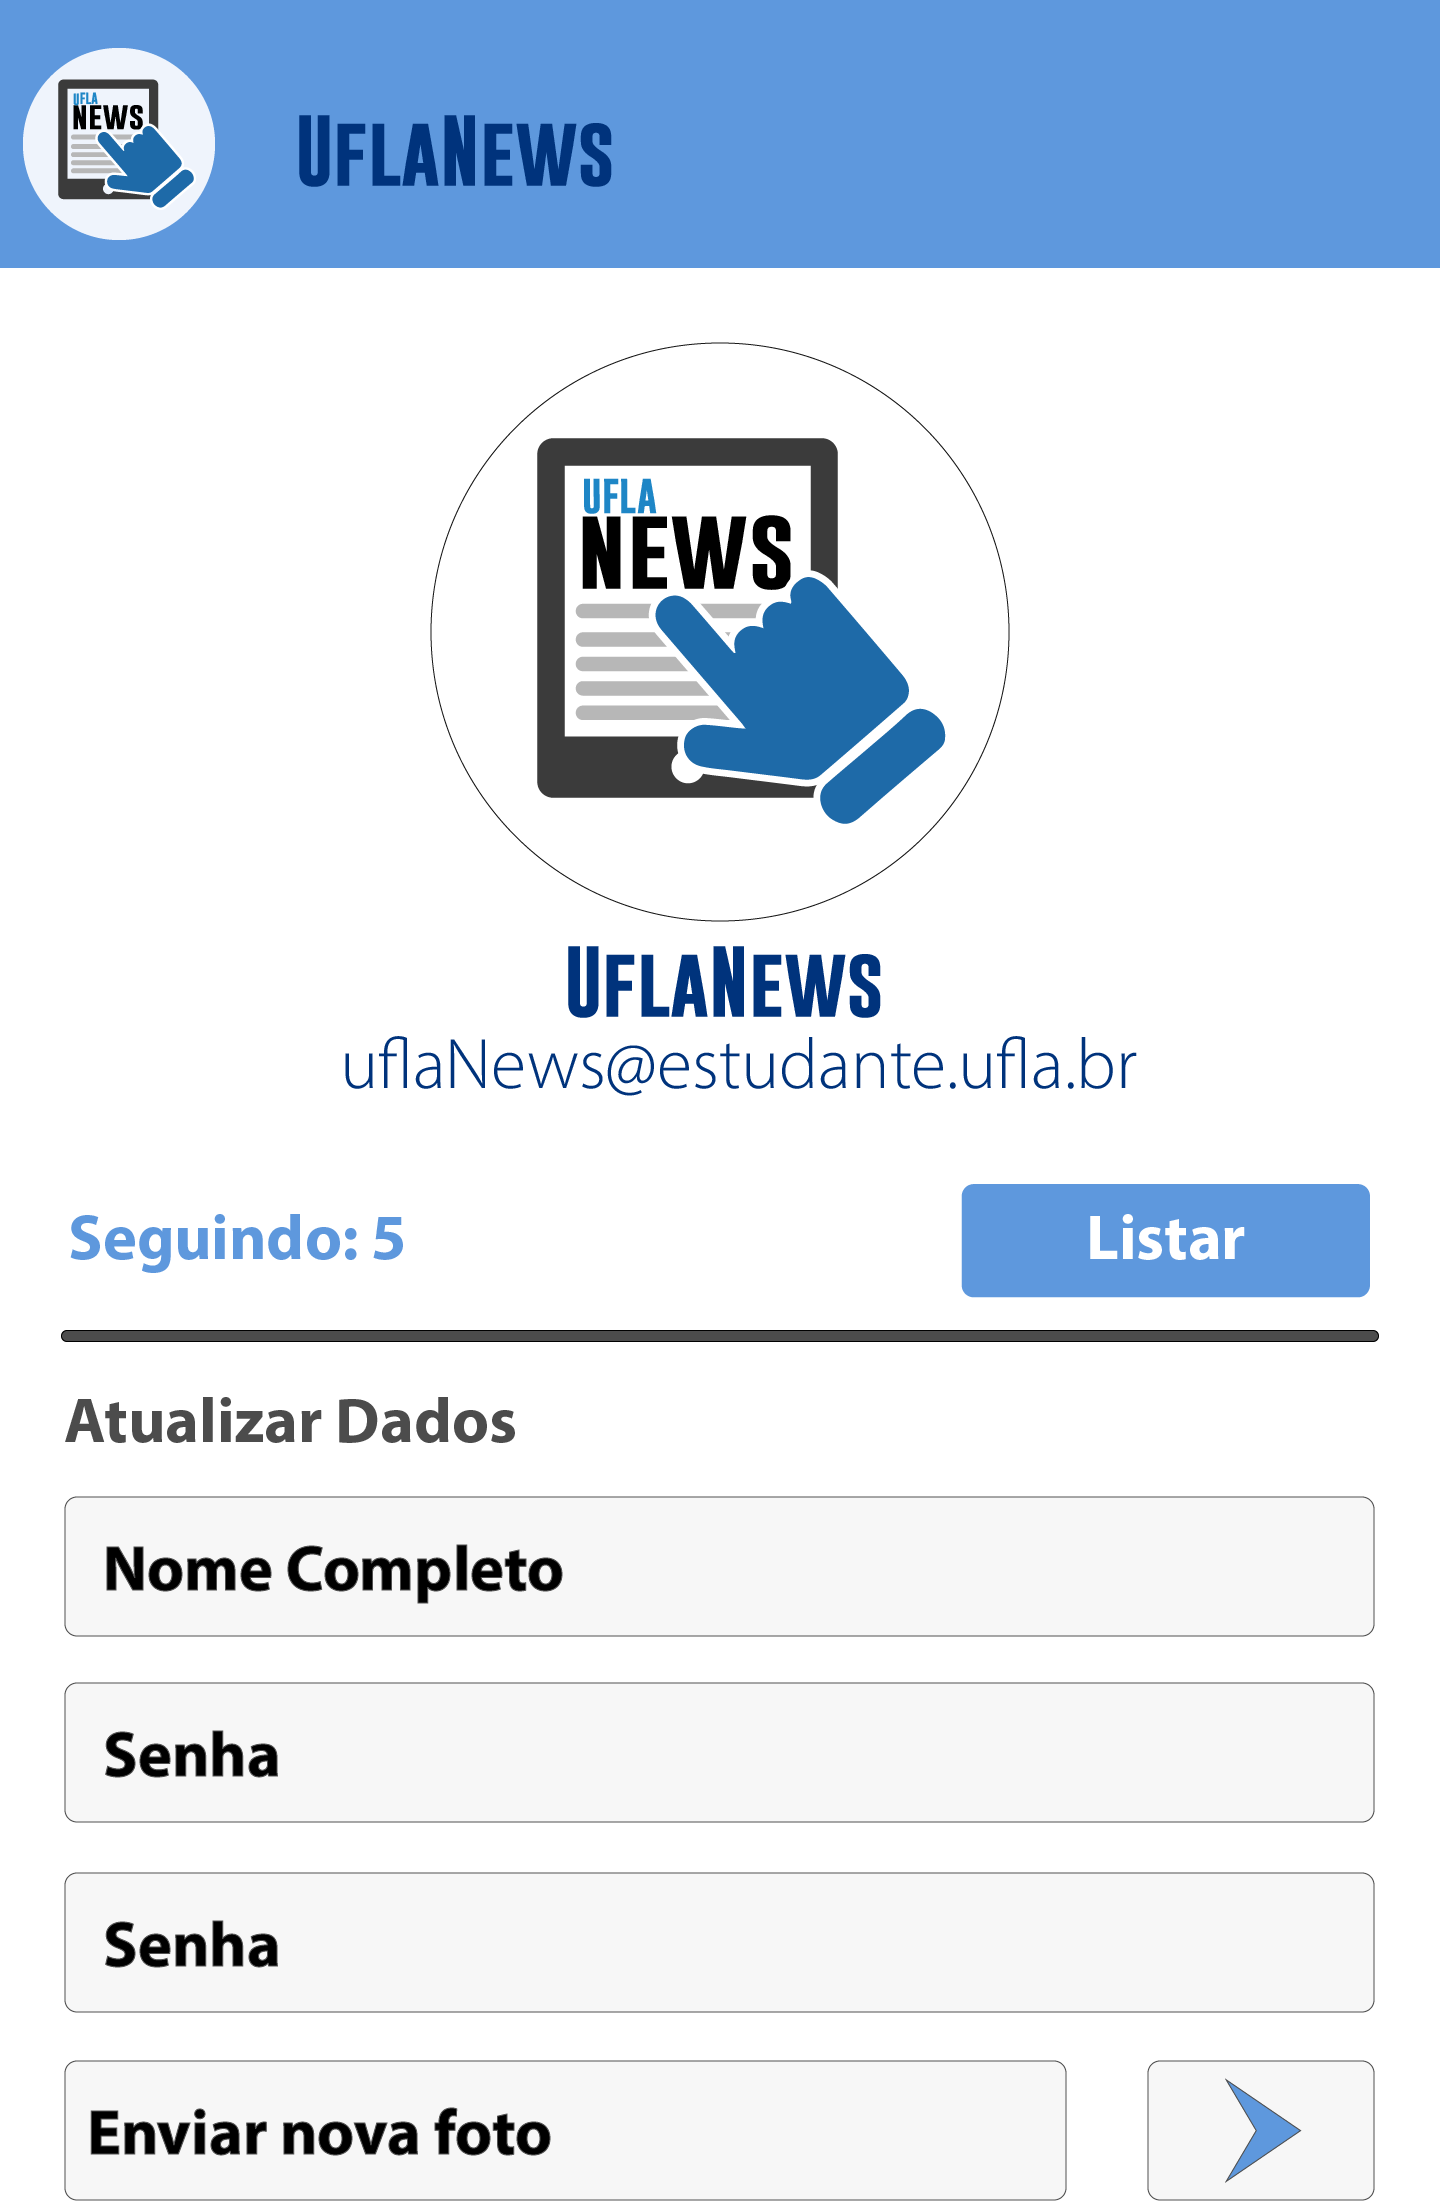 UFLA
NEWS
UFLANEWS
UFLA
NEWS
UFLANEWS
uflaNews@estudante.ufla.br
Seguindo: 5
Listar
Atualizar Dados
Nome Completo
Senha
Senha
Enviar nova foto